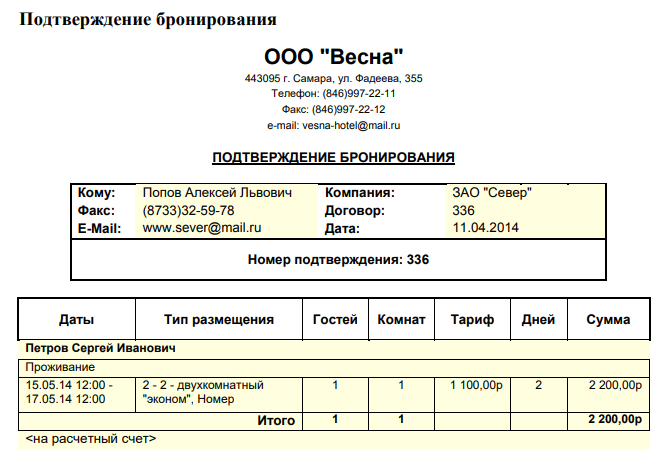 Подтверждение бронирования
ООО "Весна"
443095 г. Самара, ул. Фадеева, 355
Телефон: (846)997-22-11
Факс: (846)997-22-12
e-mail: vesna-hotel@mail.ru
ПОДТВЕРЖДЕНИЕ БРОНИРОВАНИЯ
Кому: Попов Алексей Львович Компания: ЗАО "Север"
Факс: (8733)32-59-78 Договор: 336
E-Mail: www.sever@mail.ru Дата: 11.04.2014
Номер подтверждения: 336
Даты Тип размещения Гостей Комнат Тариф Дней Сумма
Петров Сергей Иванович
Проживание
15.05.14 12:00 - 2 - 2 - двухкомнатный 1 1 1 100,00р 2 2 200,00р
17.05.14 12:00 "эконом", Номер
Итого 1 1 2 200,00р
<на расчетный счет>